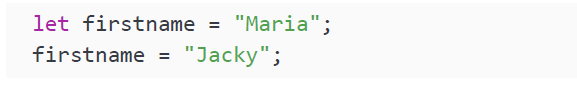 let firstname = "Maria";
firstname = "Jacky";